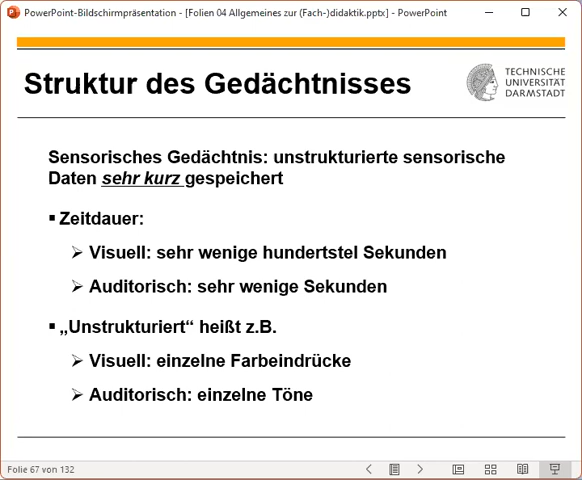 PowerPoint-Bildschirmpräsentation - [Folien 04 Allgemeines zur (Fach-)didaktik.pptx] - PowerPoint
Struktur des Gedächtnisses
TECHNISCHE
UNIVERSITÄT
DARMSTADT
Sensorisches Gedächtnis: unstrukturierte sensorische
Daten sehr kurz gespeichert
▪ Zeitdauer:
➢ Visuell: sehr wenige hundertstel Sekunden
➢ Auditorisch: sehr wenige Sekunden
▪ „Unstrukturiert“ heißt z.B.
➢ Visuell: einzelne Farbeindrücke
➢ Auditorisch: einzelne Töne
Folie 67 von 132